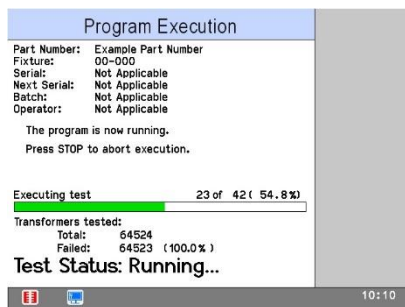 Program Execution
Part Number: Example Part Number
Fixture: 00-000
Serial: Not Applicable
Next Serial: Not Applicable
Batch: Not Applicable
Operator: Not Applicable
The program is now running.
Press STOP to abort execution.
Executing test 23 of 42 ( 54.8%)
Transformers tested:
Total: 64524
Failed: 64523 (100.0% )
Test Status: Running...
10:10